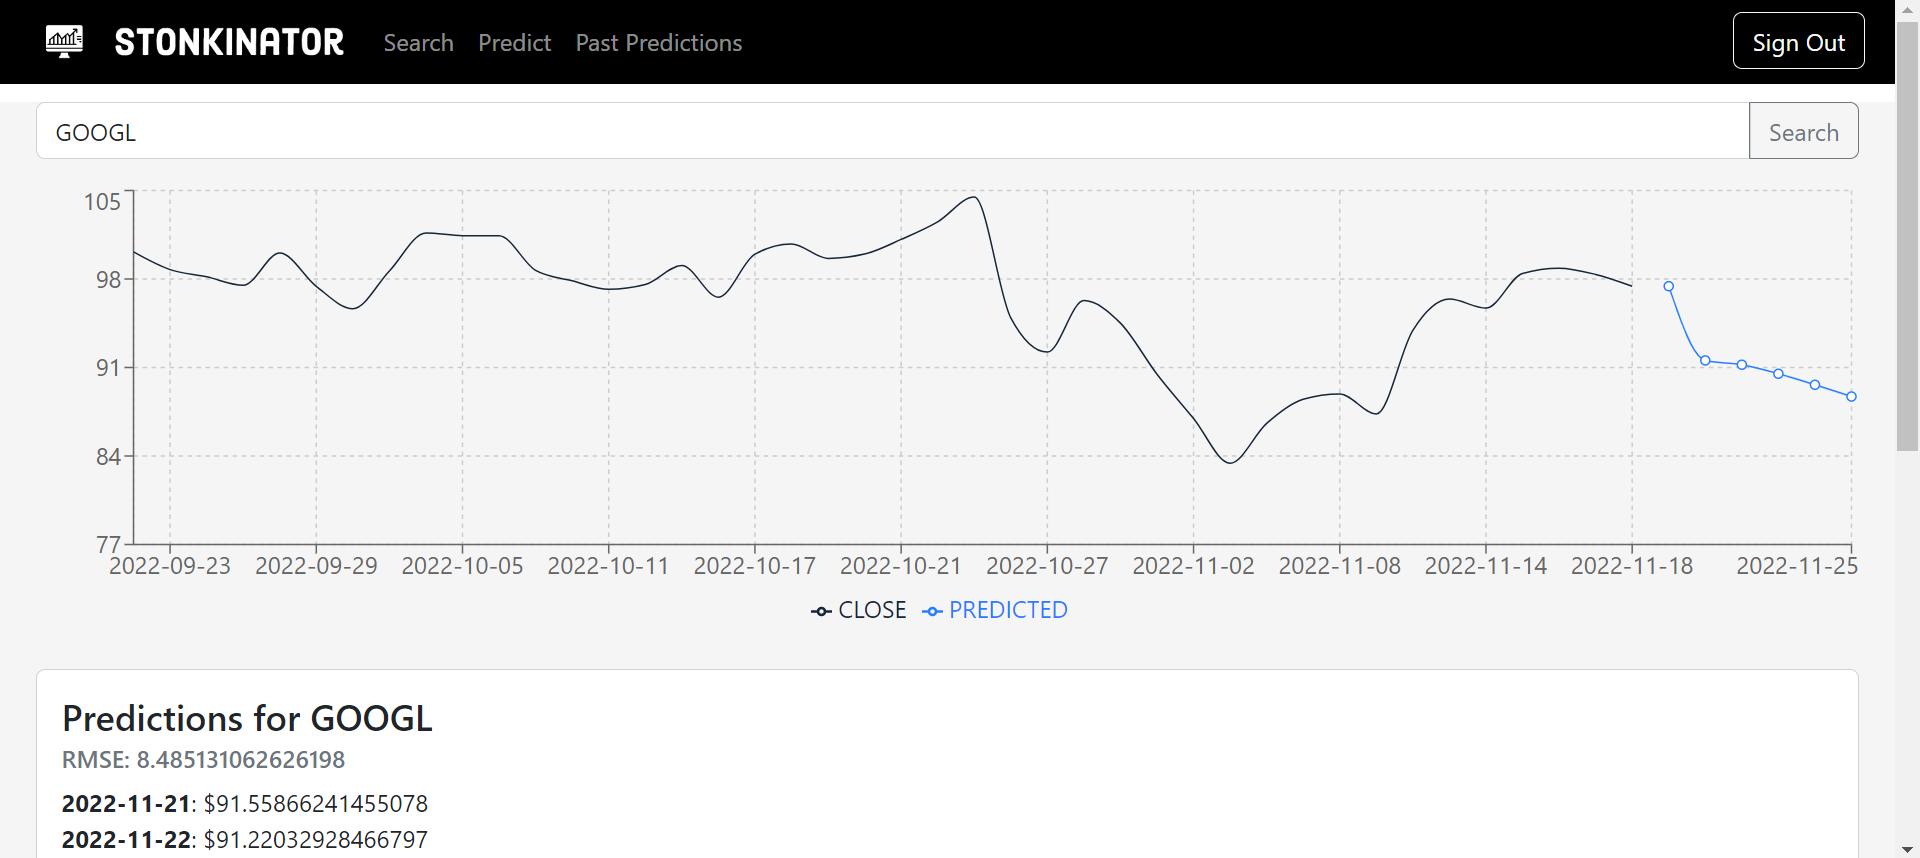 STONKINATOR Search Predict Past Predictions Sign Out
GOOGL Search
105
98
91
84
77
2022-09-23 2022-09-29 2022-10-05 2022-10-11 2022-10-17 2022-10-21 2022-10-27 2022-11-02 2022-11-08 2022-11-14 2022-11-18 2022-11-25
CLOSE PREDICTED
Predictions for GOOGL
RMSE: 8.485131062626198
2022-11-21: $91.55866241455078
2022-11-22: $91.22032928466797